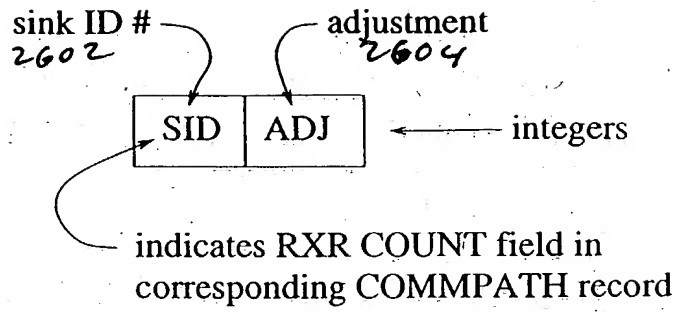 sink ID #
2602
adjustment
2604
SID ADJ
integers
indicates RXR COUNT field in
corresponding COMMPATH record